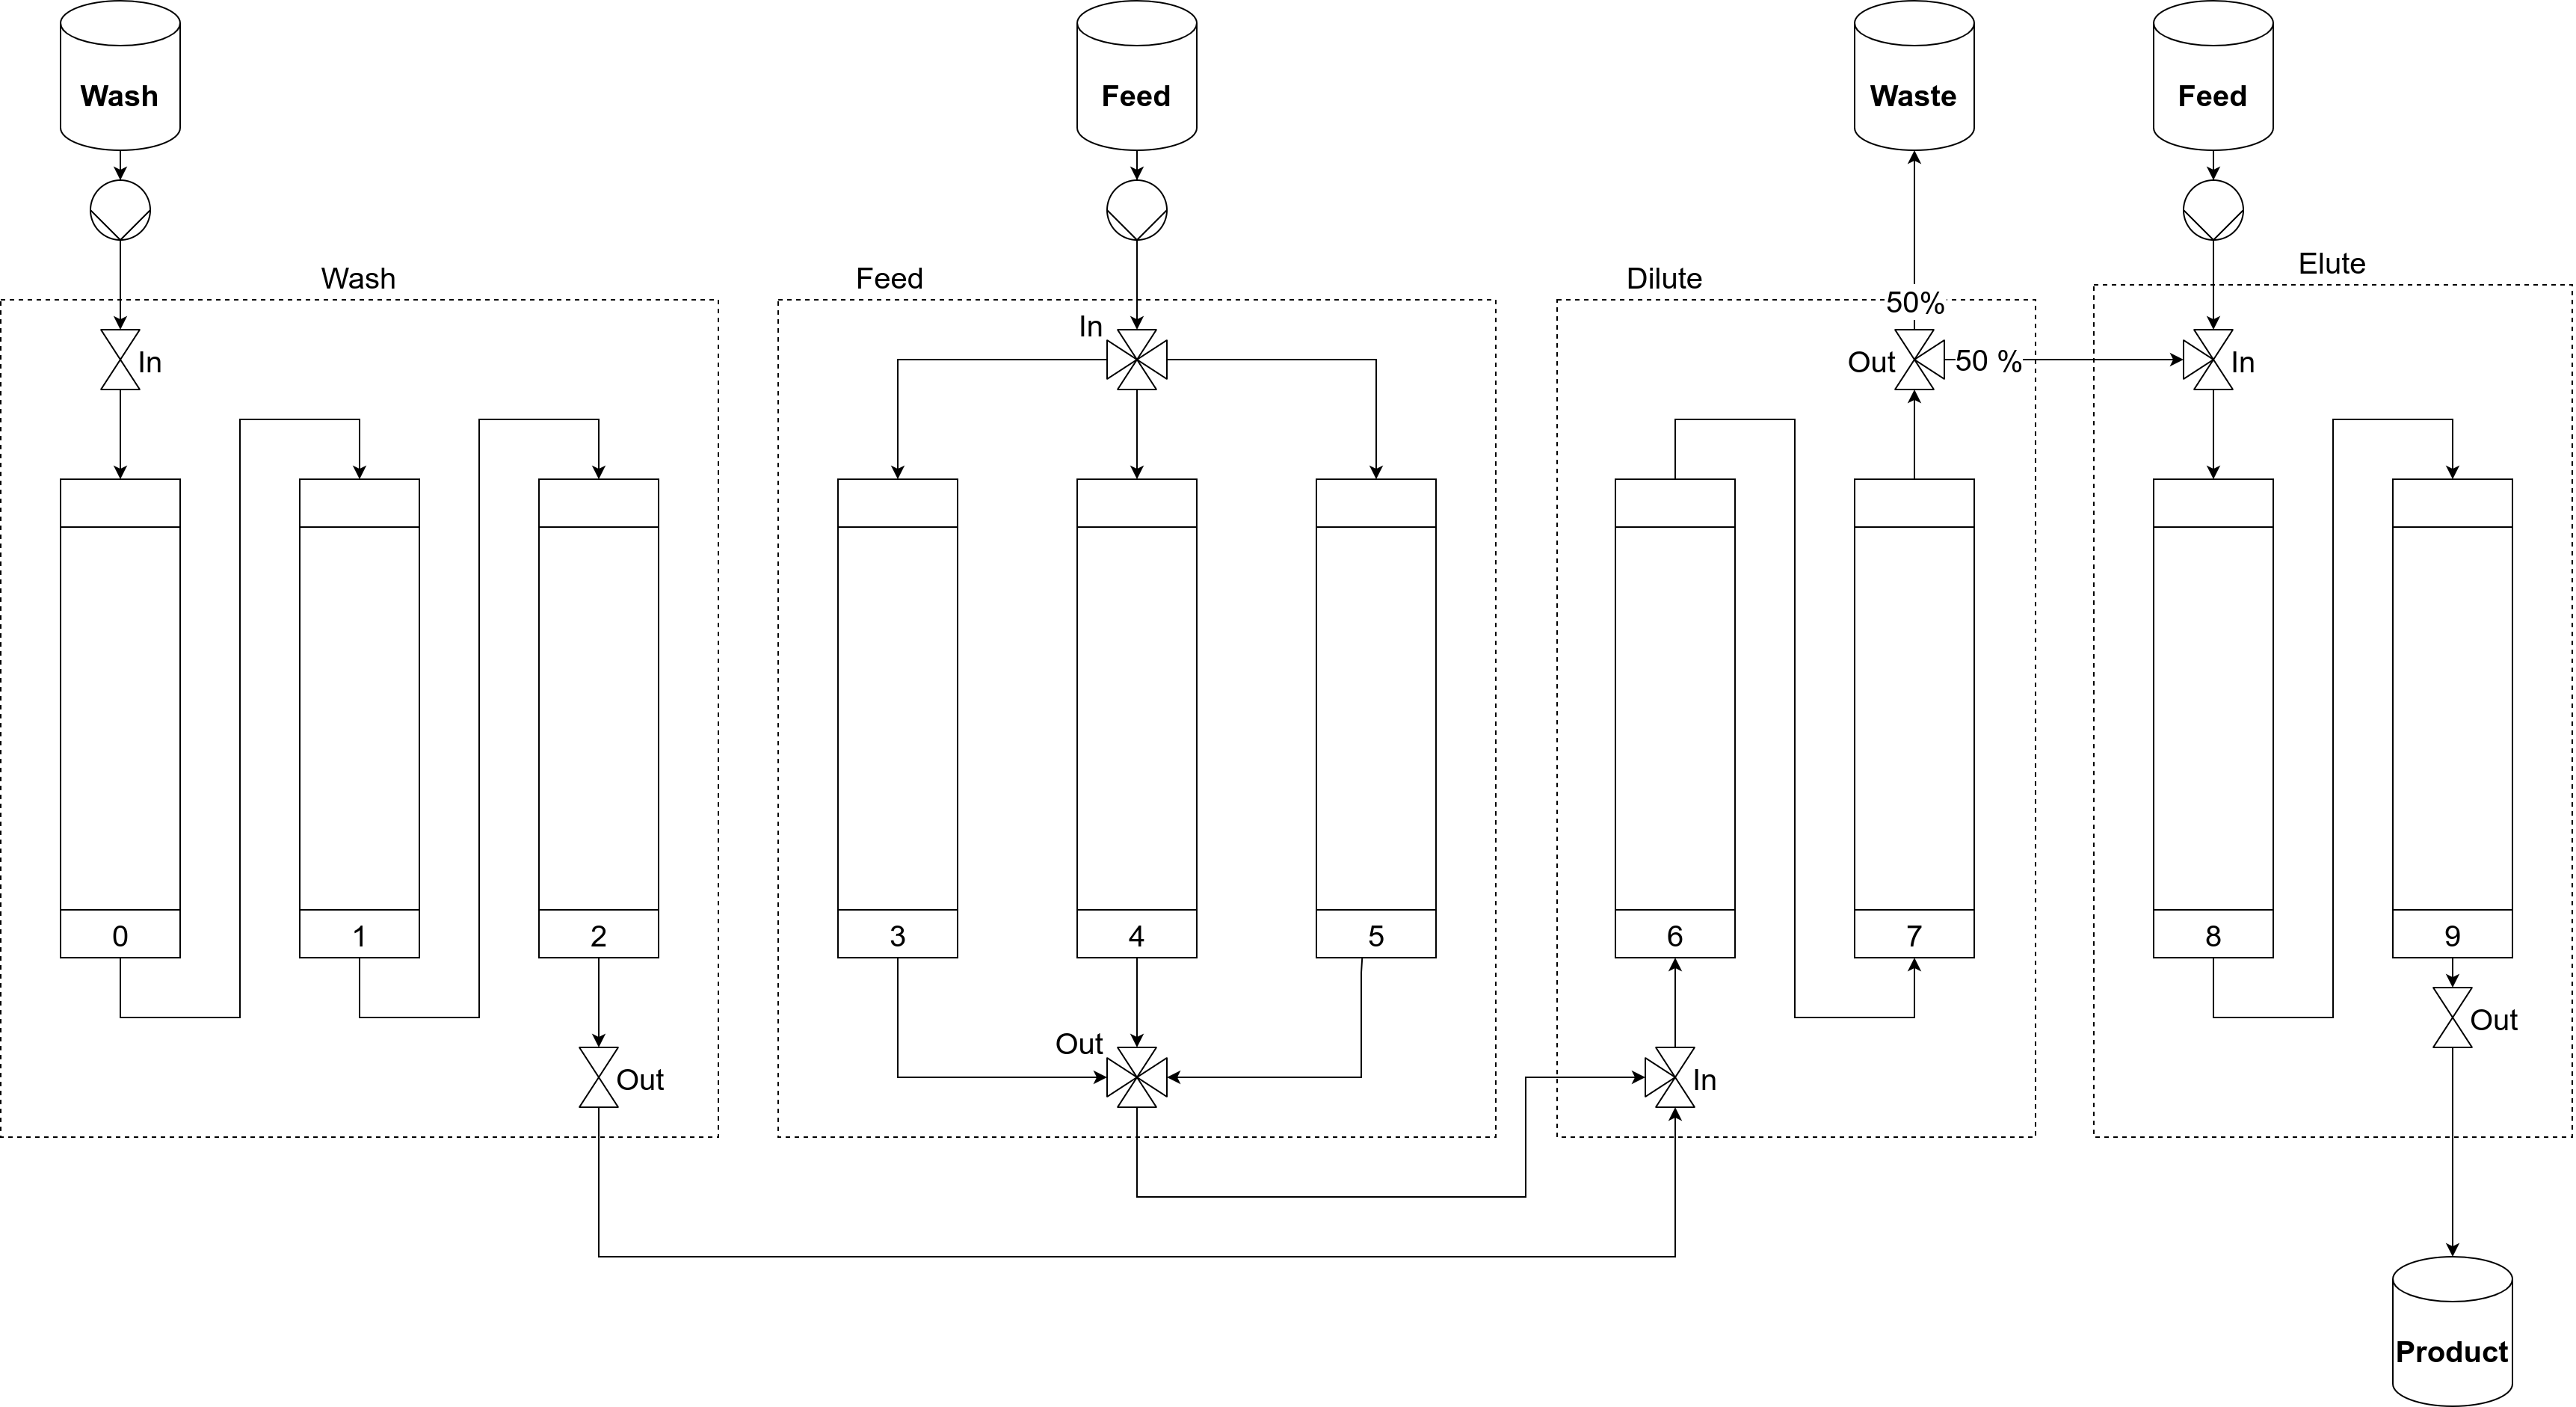 Wash
Feed
Waste
Feed
Wash
Feed
Dilute
Elute
50%
In
In
Out
50 %
In
0
1
2
3
4
5
6
7
8
9
Out
Out
Out
In
Product